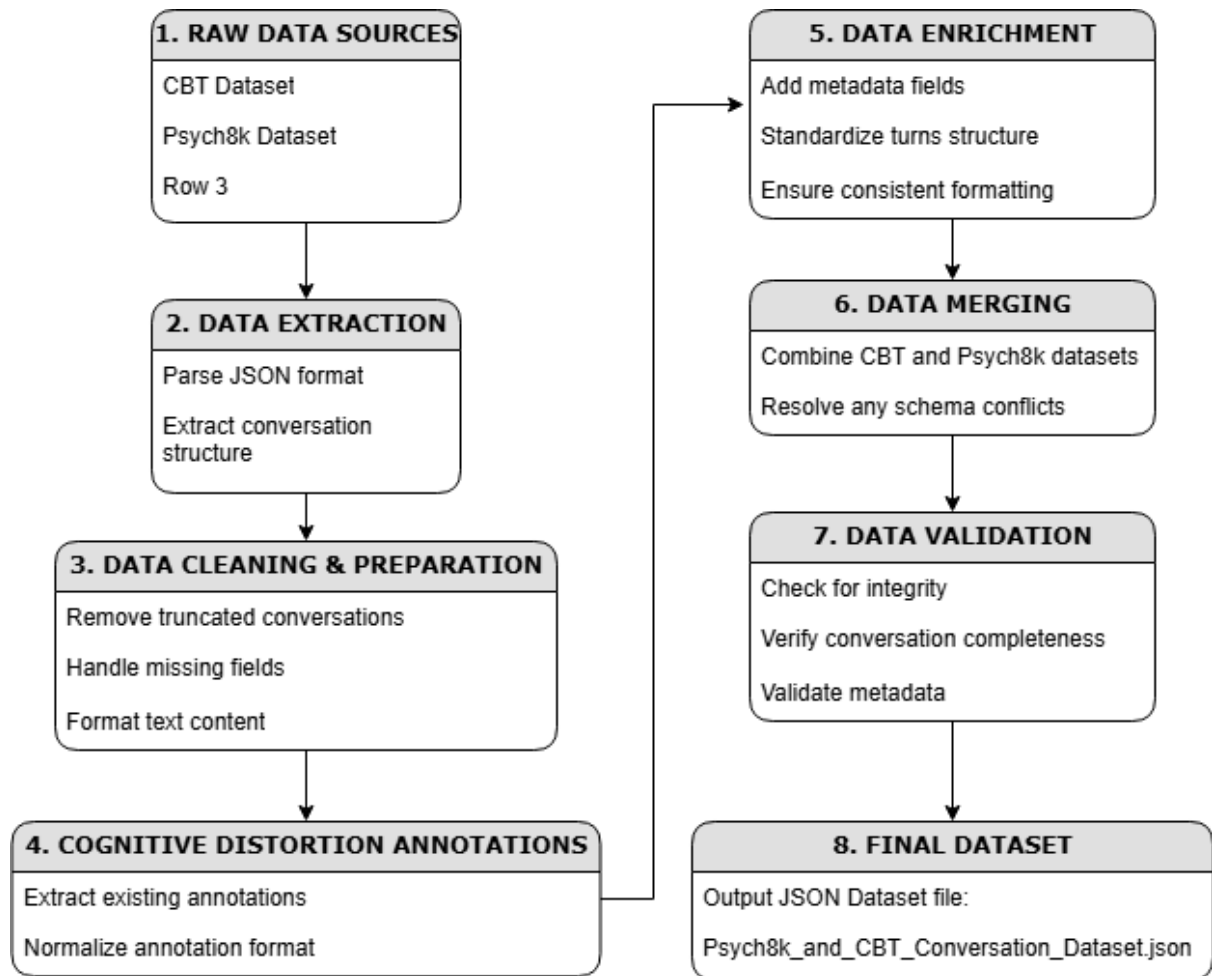 1. RAW DATA SOURCES
CBT Dataset
Psych8k Dataset
Row 3
2. DATA EXTRACTION
Parse JSON format
Extract conversation
structure
3. DATA CLEANING & PREPARATION
Remove truncated conversations
Handle missing fields
Format text content
4. COGNITIVE DISTORTION ANNOTATIONS
Extract existing annotations
Normalize annotation format
5. DATA ENRICHMENT
Add metadata fields
Standardize turns structure
Ensure consistent formatting
6. DATA MERGING
Combine CBT and Psych8k datasets
Resolve any schema conflicts
7. DATA VALIDATION
Check for integrity
Verify conversation completeness
Validate metadata
8. FINAL DATASET
Output JSON Dataset file:
Psych8k_and_CBT_Conversation_Dataset.json